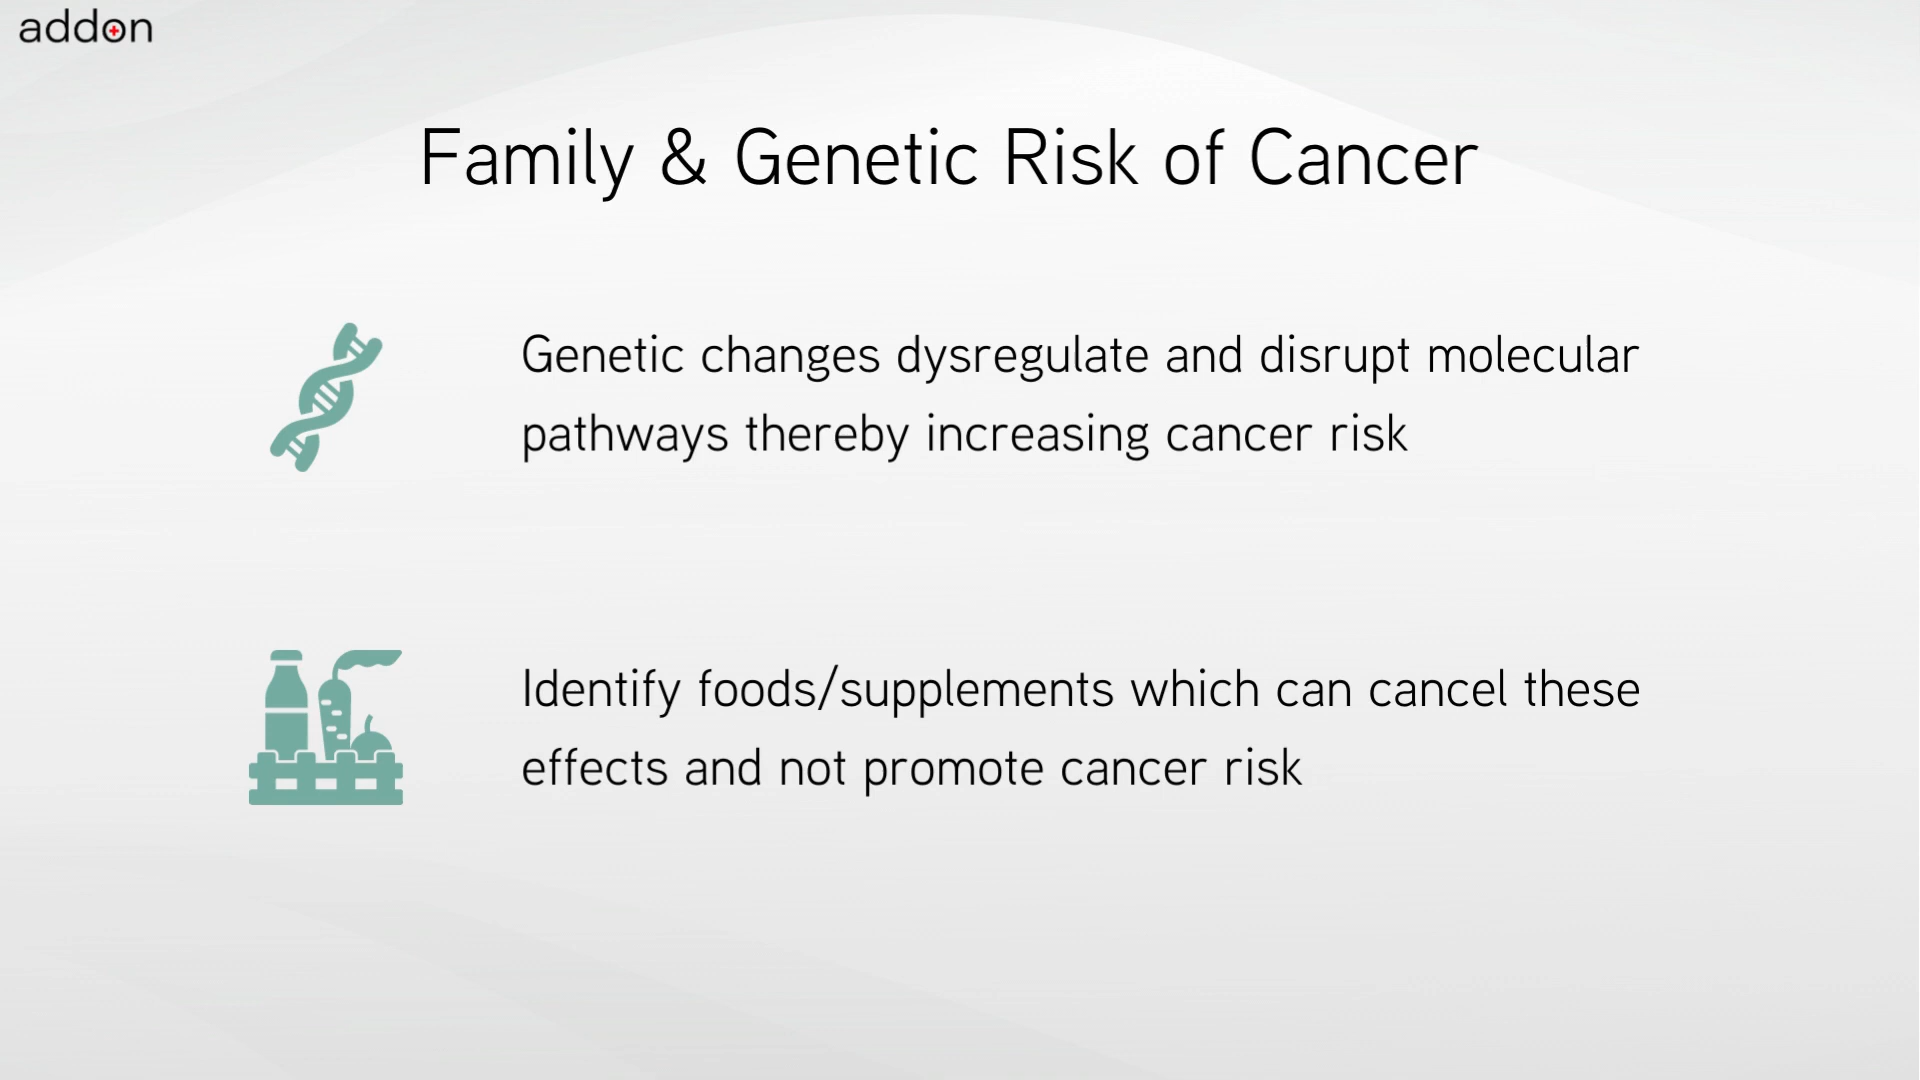 addon
Family & Genetic Risk of Cancer
Genetic changes dysregulate and disrupt molecular
pathways thereby increasing cancer risk
Identify foods/supplements which can cancel these
effects and not promote cancer risk